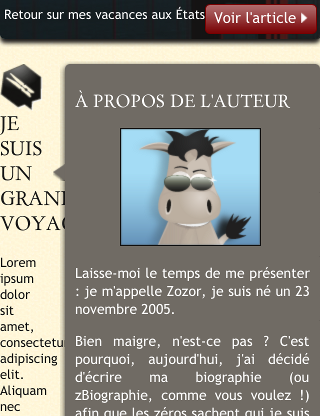 Retour sur mes vacances aux États
Voir l'article
JE
SUIS
UN
GRAND
VOYAG
Lorem
ipsum
dolor
sit
amet,
consectetu
adipiscing
elit.
Aliquam
nec
À PROPOS DE L'AUTEUR
Laisse-moi le temps de me présenter
: je m'appelle Zozor, je suis né un 23
novembre 2005.
Bien maigre, n'est-ce pas ? C'est
pourquoi, aujourd'hui, j'ai décidé
d'écrire ma biographie (ou
zBiographie, comme vous voulez !)
afin que les zéros sachent qui je suis